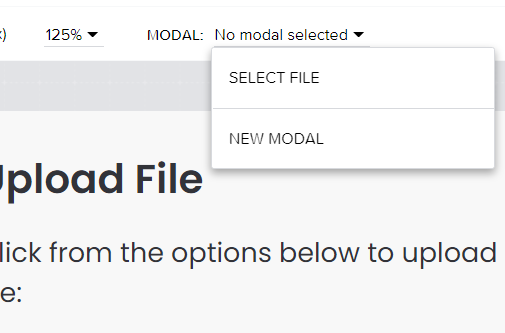 125% MODAL: No modal selected
SELECT FILE
NEW MODAL
Upload File
lick from the options below to upload
e: